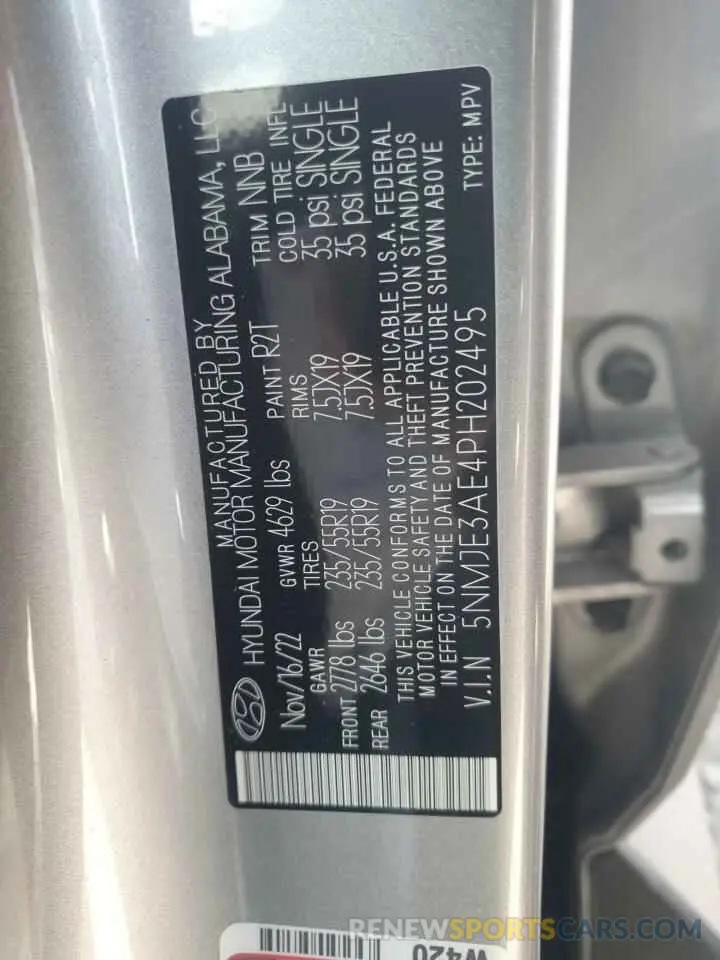 MANUFACTURED BY
HYUNDAI MOTOR MANUFACTURING ALABAMA, LLC
Nov/16/22 GVWR 4629 lbs PAINT R2T TRIM NNB
GAWR TIRES RIMS COLD TIRE INFL
FRONT 2778 lbs 235/55R19 7.5JX19 35 psi SINGLE
REAR 2646 lbs 235/55R19 7.5JX19 35 psi SINGLE
THIS VEHICLE CONFORMS TO ALL APPLICABLE U.S.A. FEDERAL
MOTOR VEHICLE SAFETY AND THEFT PREVENTION STANDARDS
IN EFFECT ON THE DATE OF MANUFACTURE SHOWN ABOVE
V.I.N 5NMJE3AE4PH202495 TYPE: MPV
W420
RENEWSPORTSCARS.COM